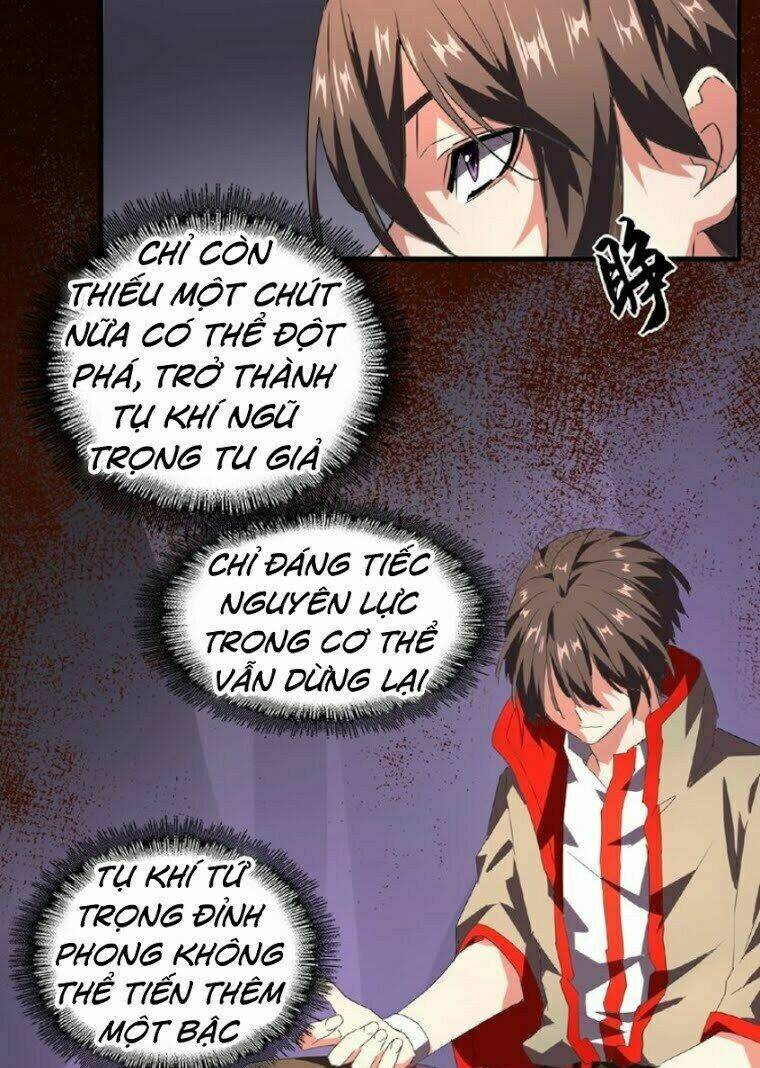 睁
CHỈ CÒN
THIẾU MỘT CHÚT
NỮA CÓ THỂ ĐỘT
PHÁ, TRỞ THÀNH
TỤ KHÍ NGŨ
TRỌNG TU GIẢ
CHỈ ĐÁNG TIẾC
NGUYÊN LỰC
TRONG CƠ THỂ
VẪN DỪNG LẠI
TỤ KHÍ TỨ
TRỌNG ĐỈNH
PHONG KHÔNG
THỂ TIẾN THÊM
MỘT BẬC